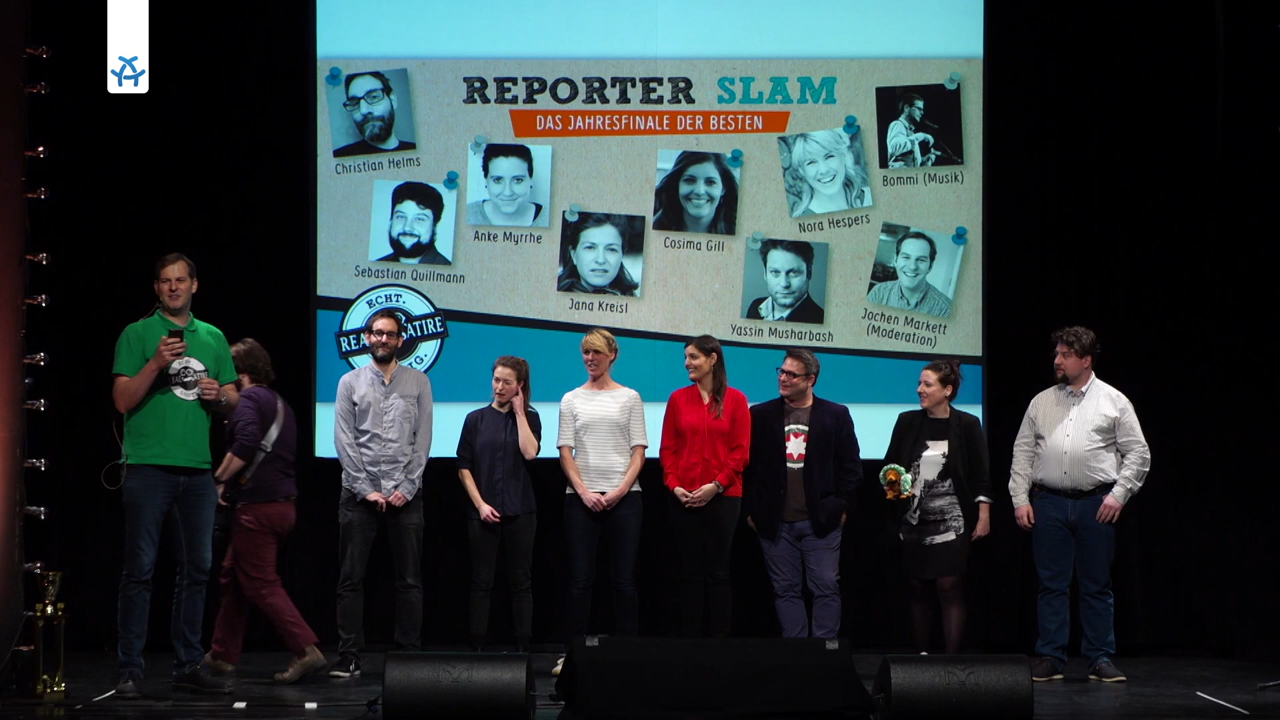 REPORTER SLAM
DAS JAHRESFINALE DER BESTEN
Christian Helms
Bommi (Musik)
Nora Hespers
Anke Myrrhe
Cosima Gill
Sebastian Quillmann
Jana Kreisl
Yassin Musharbash
Jochen Markett
(Moderation)
ECHT.